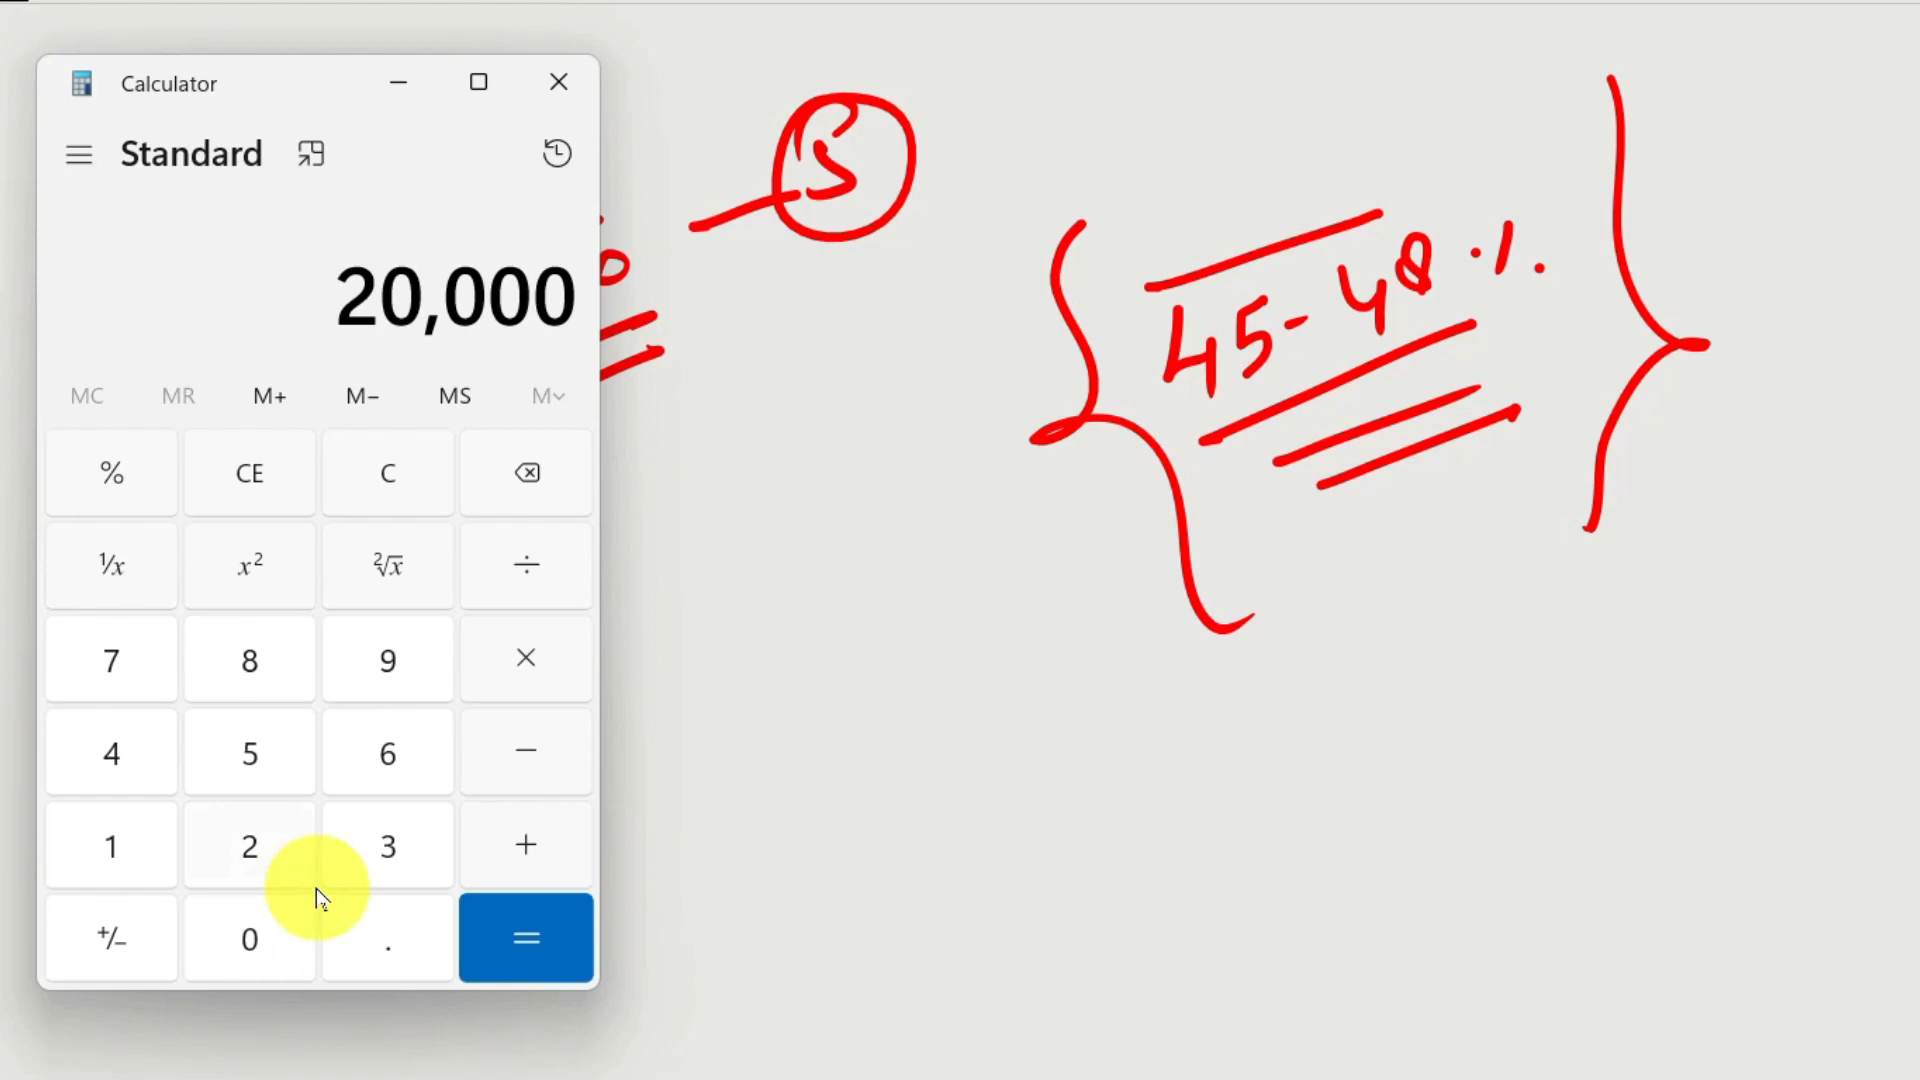 Calculator
Standard
20,000
MC MR M+ M− MS M˅
% CE C
¹/x x² ²√x ÷
7 8 9 ×
4 5 6 −
1 2 3 +
+/− 0 . =
S
45-48%